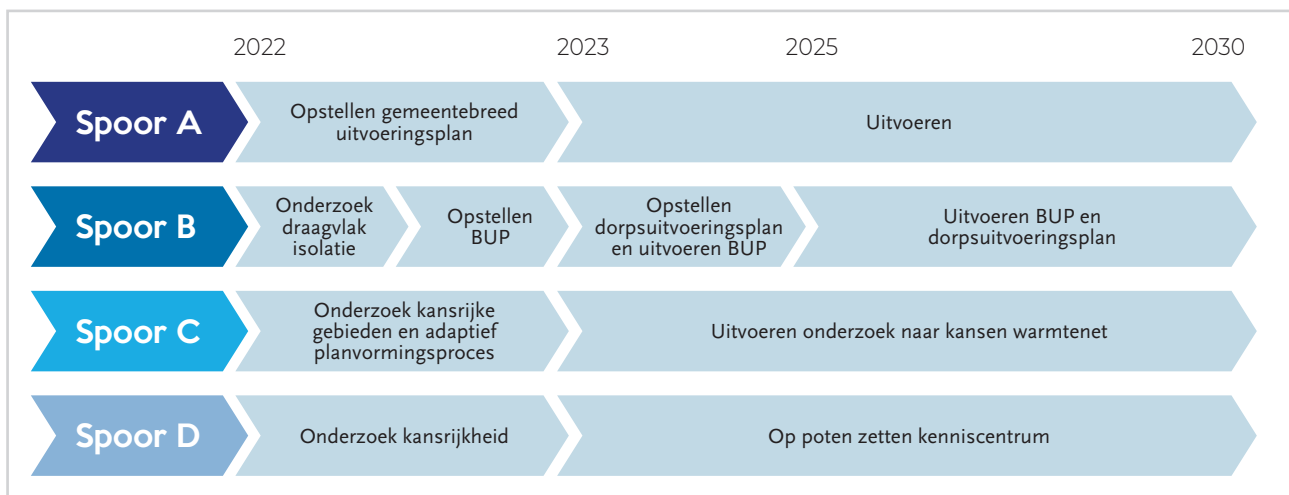 2022 2023 2025 2030
Spoor A
Opstellen gemeentebreed
uitvoeringsplan
Uitvoeren
Spoor B
Onderzoek
draagvlak
isolatie
Opstellen
BUP
Opstellen
dorpsuitvoeringsplan
en uitvoeren BUP
Uitvoeren BUP en
dorpsuitvoeringsplan
Spoor C
Onderzoek kansrijke
gebieden en adaptief
planvormingsproces
Uitvoeren onderzoek naar kansen warmtenet
Spoor D
Onderzoek kansrijkheid
Op poten zetten kenniscentrum